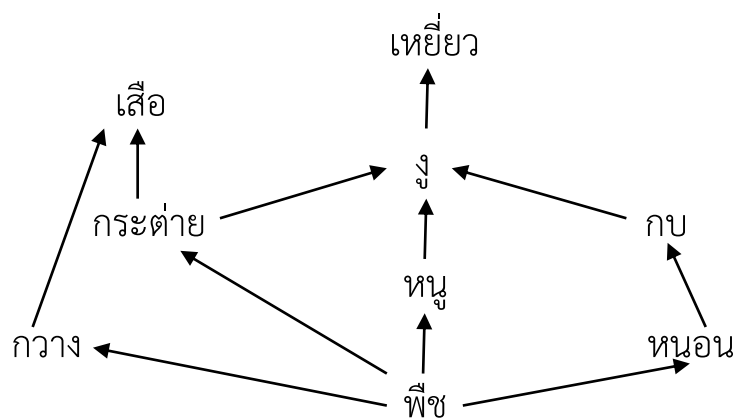 เหยี่ยว
เสือ
งู
กระต่าย
กบ
หนู
กวาง
หนอน
พืช